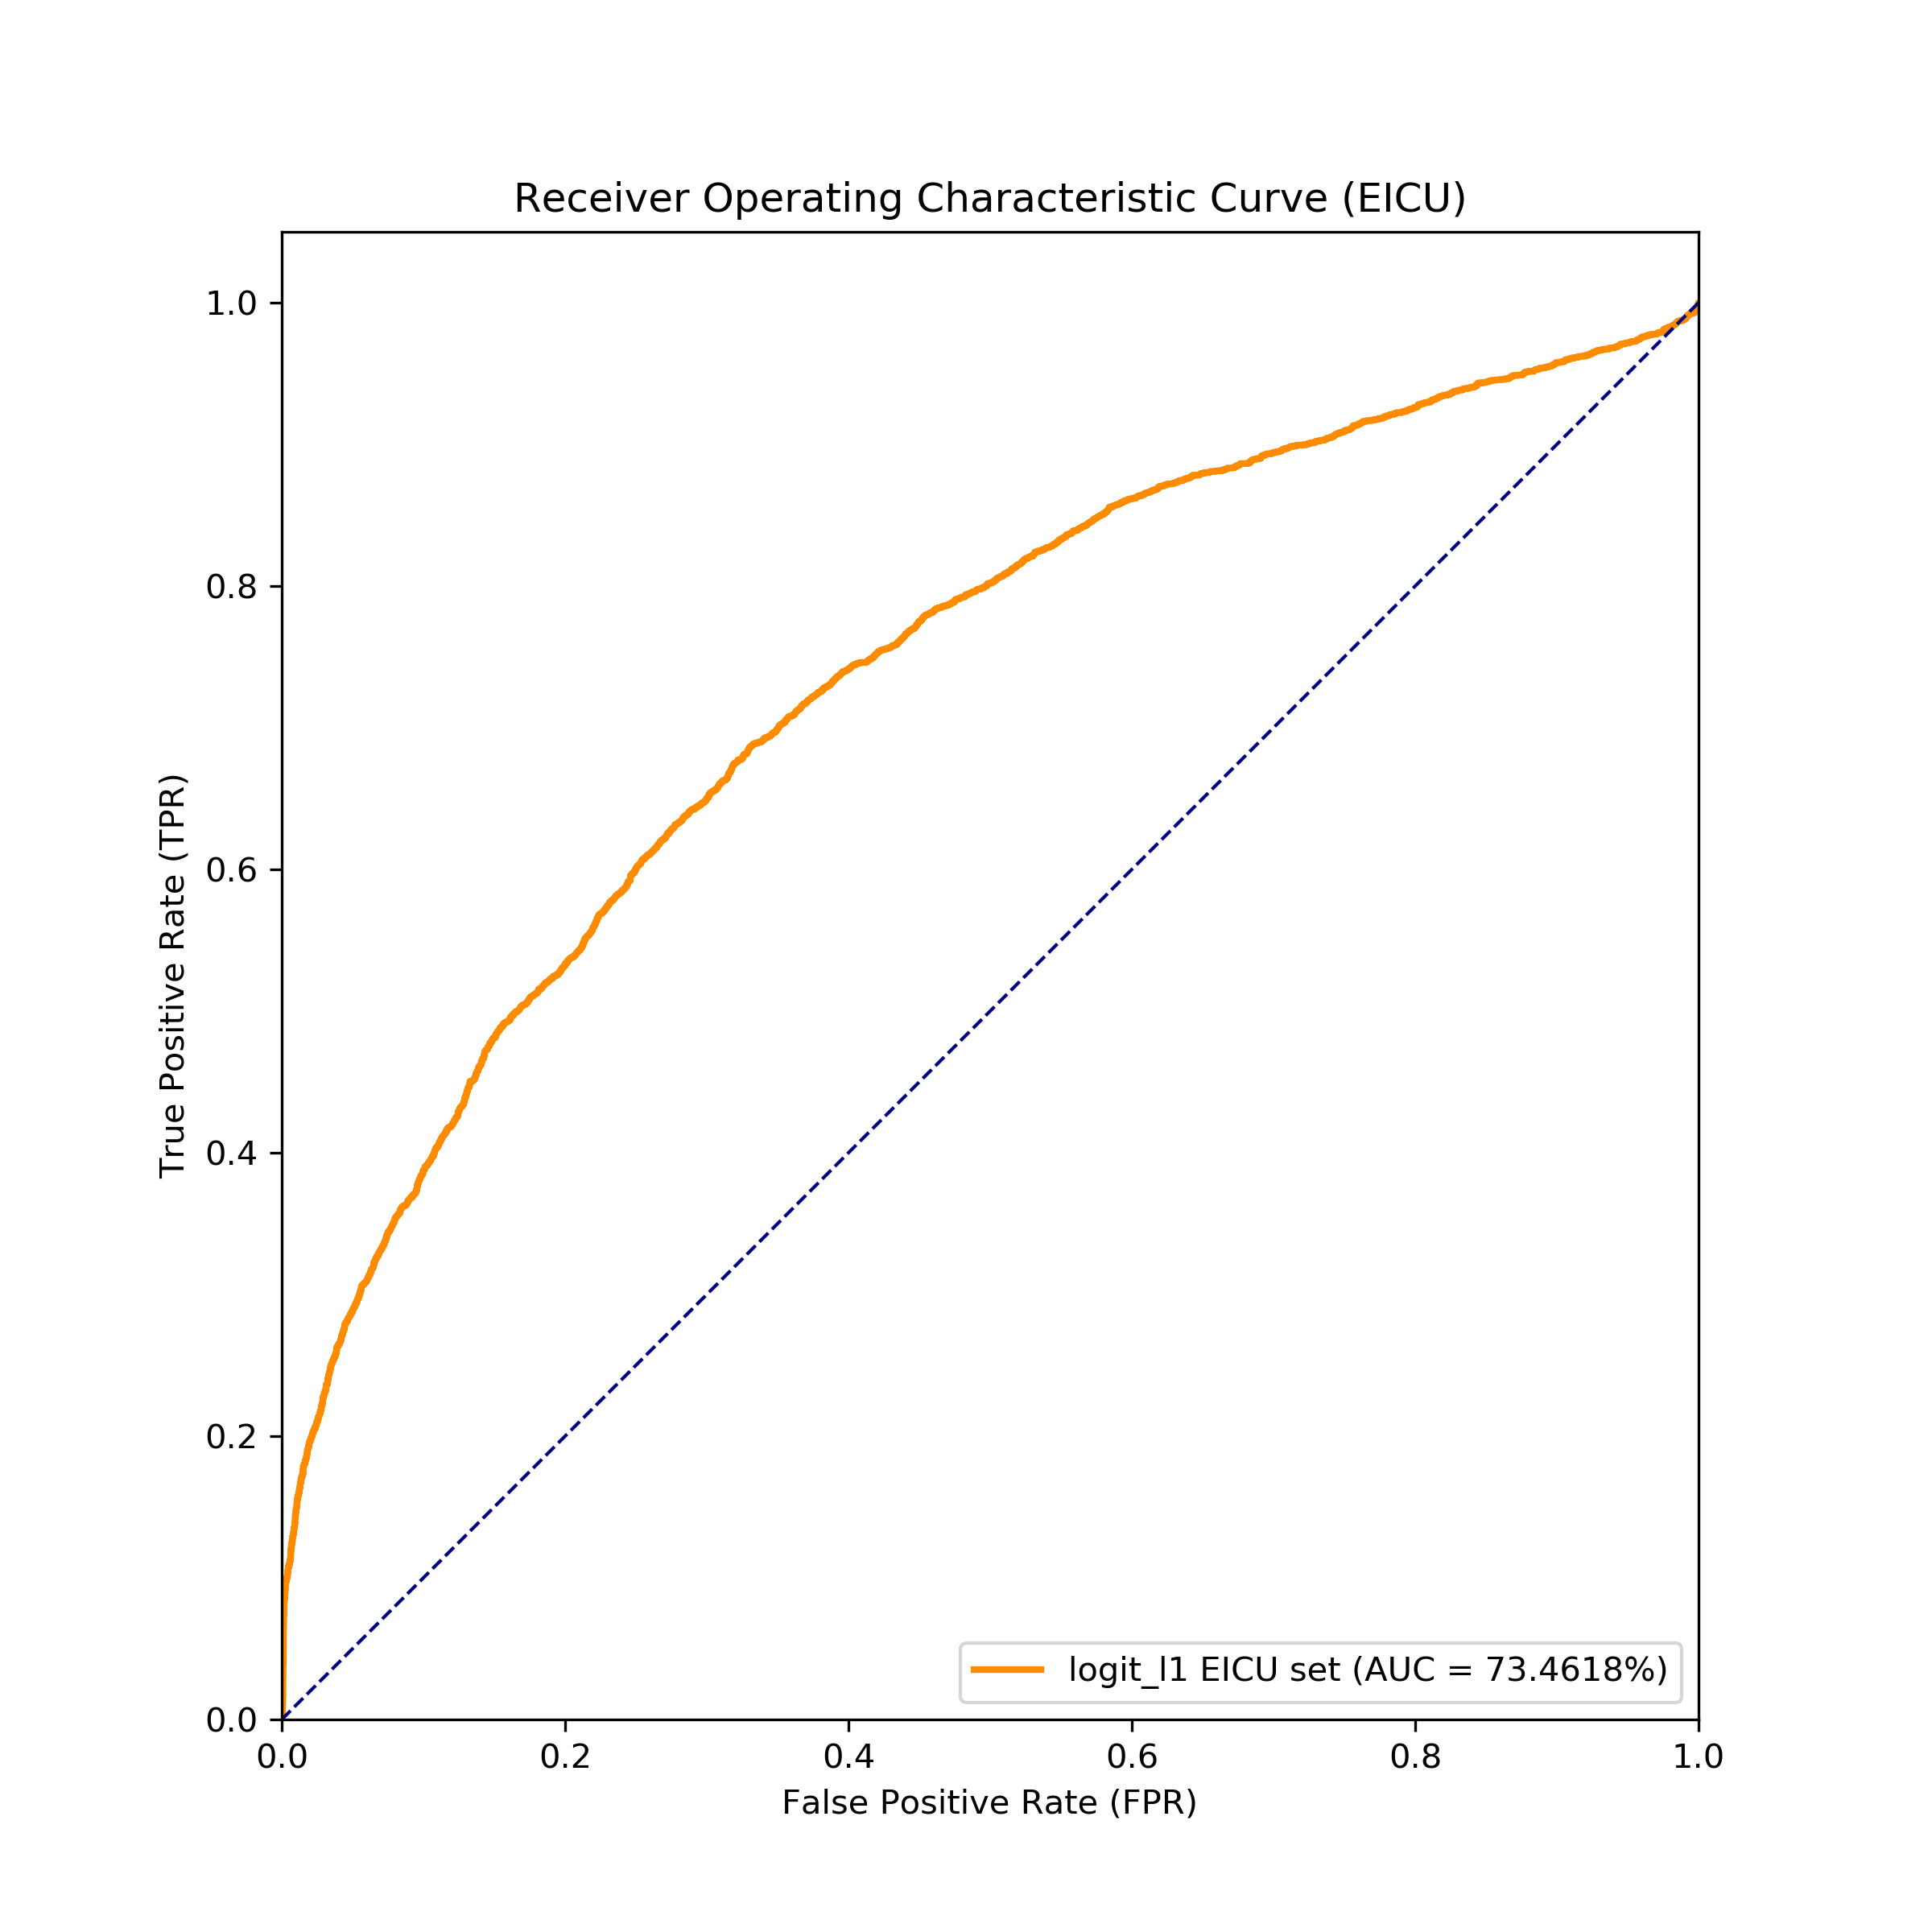 Receiver Operating Characteristic Curve (EICU)
True Positive Rate (TPR)
1.0
0.8
0.6
0.4
0.2
0.0
logit_l1 EICU set (AUC = 73.4618%)
0.0 0.2 0.4 0.6 0.8 1.0
False Positive Rate (FPR)